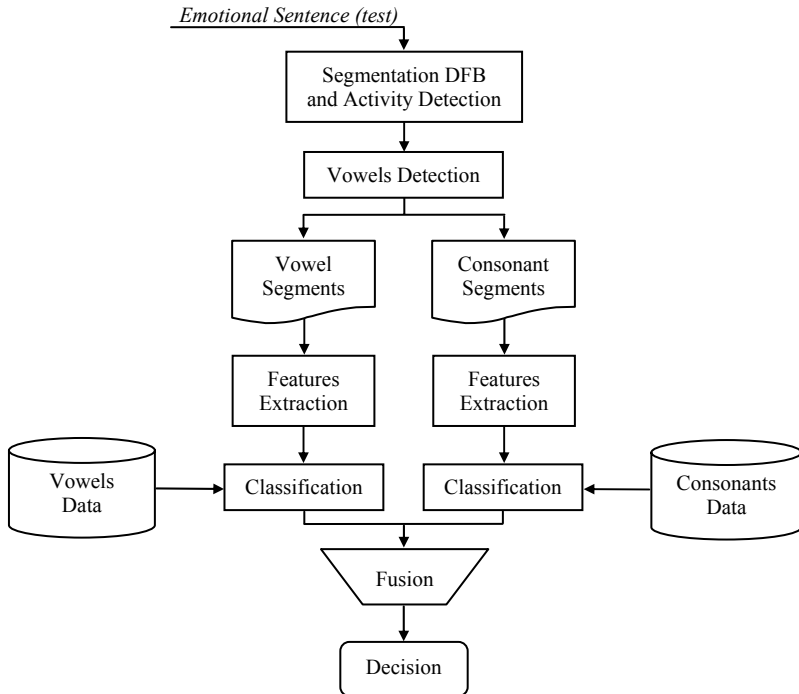 Emotional Sentence (test)
Segmentation DFB
and Activity Detection
Vowels Detection
Vowel
Segments
Consonant
Segments
Features
Extraction
Features
Extraction
Vowels
Data
Classification
Classification
Consonants
Data
Fusion
Decision